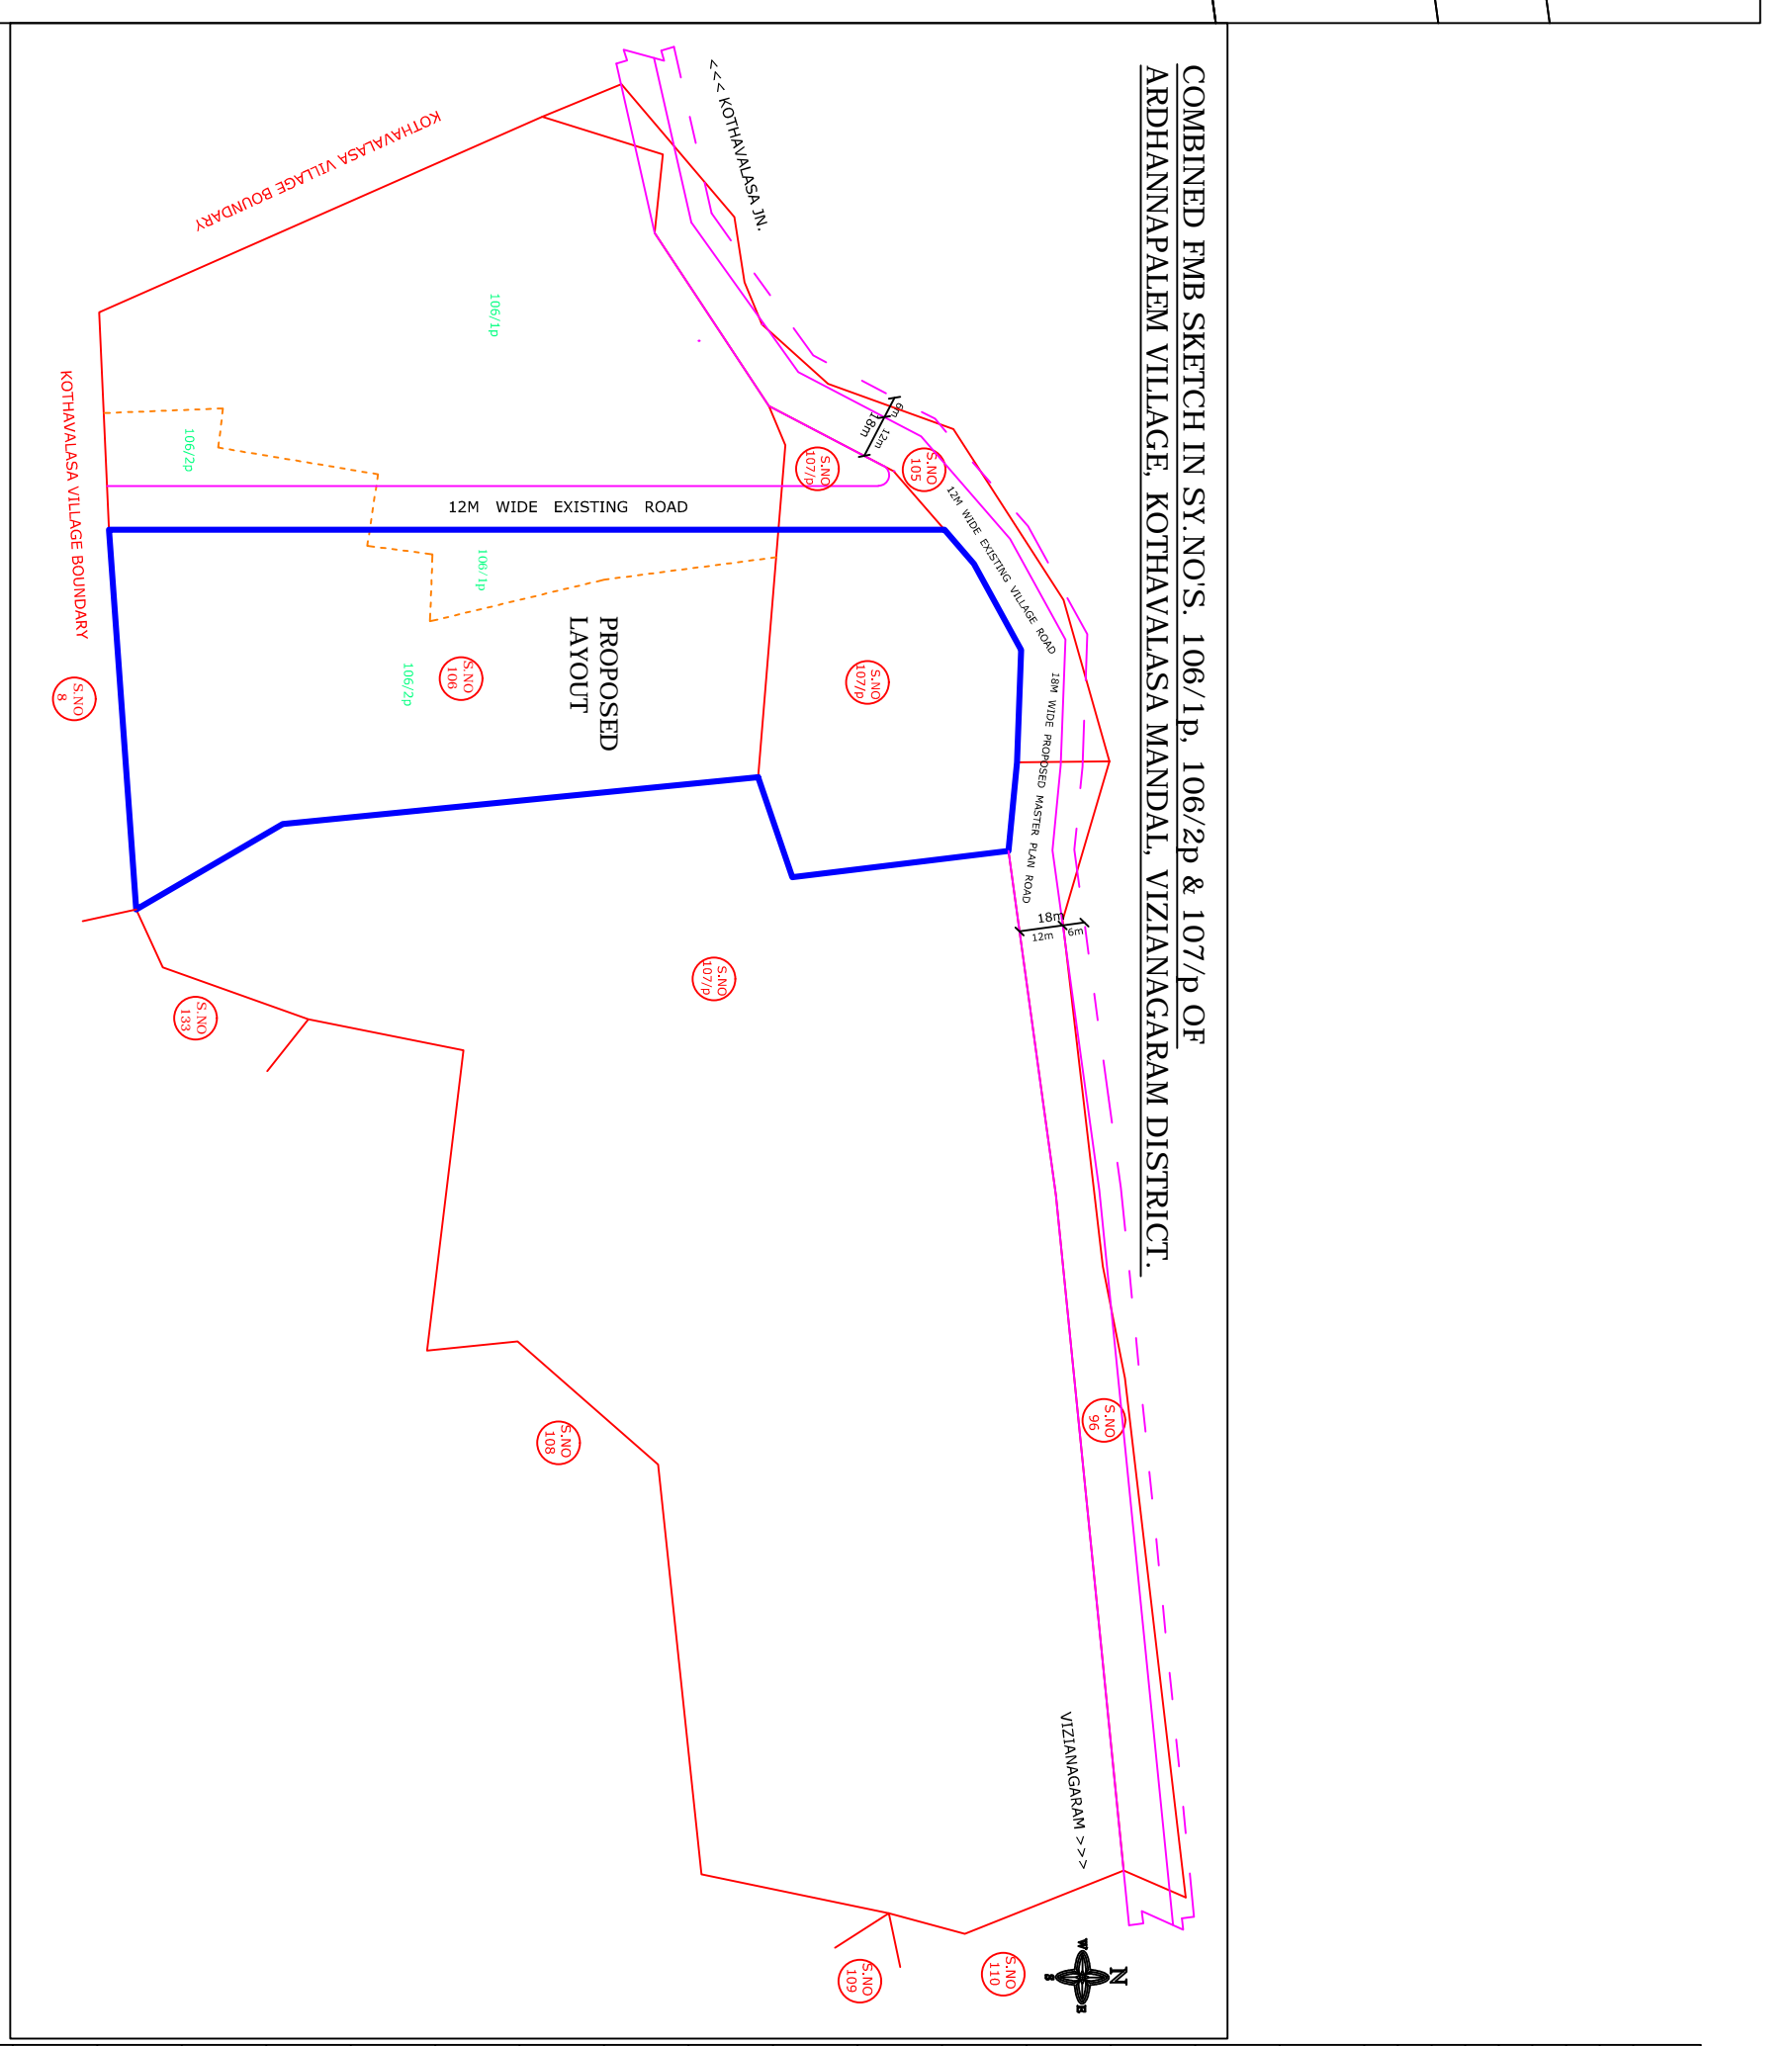 COMBINED FMB SKETCH IN SY.NO'S. 106/1p, 106/2p & 107/p OF
ARDHANNAPALEM VILLAGE, KOTHAVALASA MANDAL, VIZIANAGARAM DISTRICT.
<<< KOTHAVALASA JN.
KOTHAVALASA VILLAGE BOUNDARY
106/1p
6m
18m
12m
S.NO
105
S.NO
107/p
12M WIDE EXISTING VILLAGE ROAD
18M WIDE PROPOSED MASTER PLAN ROAD
106/2p
12M WIDE EXISTING ROAD
KOTHAVALASA VILLAGE BOUNDARY
106/1p
PROPOSED
LAYOUT
S.NO
107/p
S.NO
106
106/2p
S.NO
8
18m
12m
6m
S.NO
107/p
S.NO
133
S.NO
96
S.NO
108
VIZIANAGARAM >>>
S.NO
110
S.NO
109
N
W
E
S